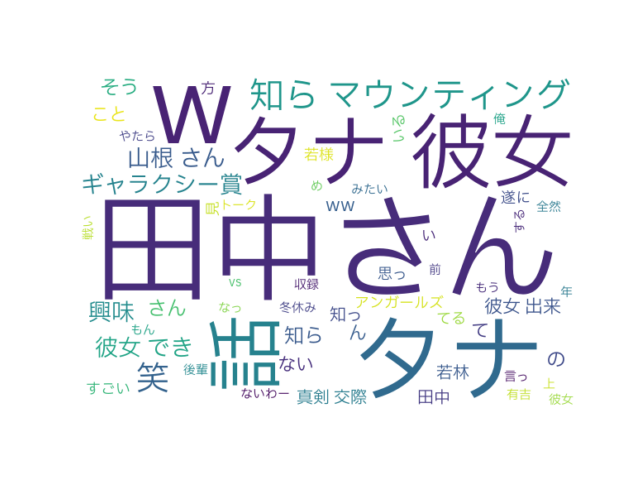 そう
方
W
知ら マウンティング
こと
やたら
山根 さん
タナ
彼女
俺
若様
ギャラクシー賞
め
みたい
遂に
全然
トーク
ww
戦い
田中さん
い
思っ
前
vs
収録
もう
年
興味
さん
なっ
冬休み
知っ
アンガールズ
てる
彼女 出来
もん
話
知ら
ん
て
彼女 でき
笑
後輩
ない
タナ
若林
の
言っ
上
すごい
ないわー
真剣 交際
田中
有吉
彼女